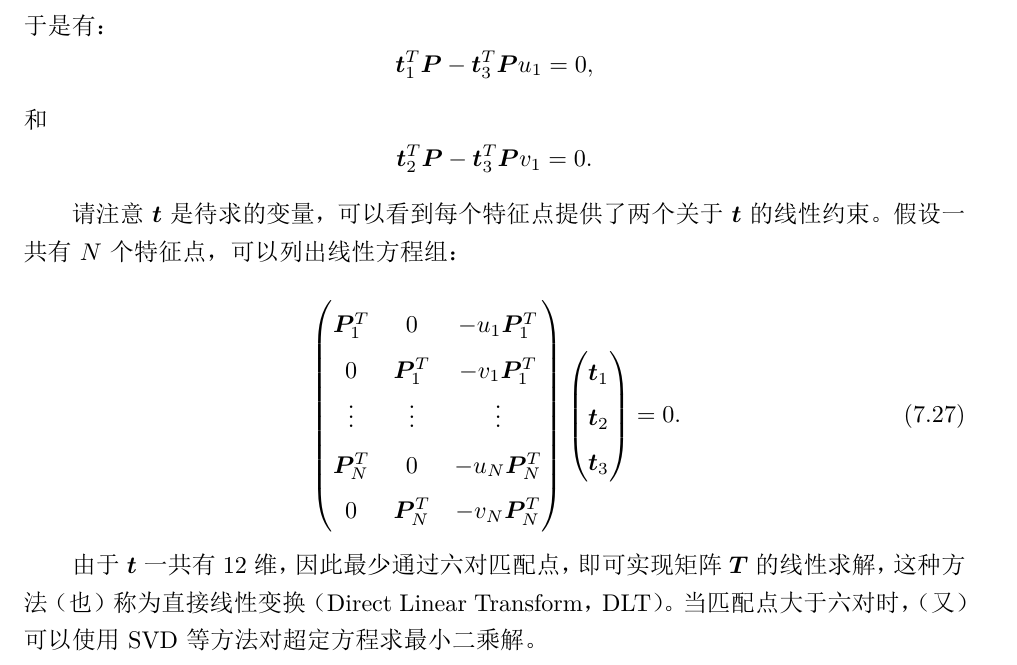 于是有：
$\boldsymbol{t}_1^T \boldsymbol{P} - \boldsymbol{t}_3^T \boldsymbol{P} u_1 = 0,$
和
$\boldsymbol{t}_2^T \boldsymbol{P} - \boldsymbol{t}_3^T \boldsymbol{P} v_1 = 0.$
请注意 $\boldsymbol{t}$ 是待求的变量，可以看到每个特征点提供了两个关于 $\boldsymbol{t}$ 的线性约束。假设一
共有 $N$ 个特征点，可以列出线性方程组：
$\begin{pmatrix} \boldsymbol{P}_1^T & 0 & -u_1\boldsymbol{P}_1^T \\ 0 & \boldsymbol{P}_1^T & -v_1\boldsymbol{P}_1^T \\ \vdots & \vdots & \vdots \\ \boldsymbol{P}_N^T & 0 & -u_N\boldsymbol{P}_N^T \\ 0 & \boldsymbol{P}_N^T & -v_N\boldsymbol{P}_N^T \end{pmatrix} \begin{pmatrix} \boldsymbol{t}_1 \\ \boldsymbol{t}_2 \\ \boldsymbol{t}_3 \end{pmatrix} = 0.$ (7.27)
由于 $\boldsymbol{t}$ 一共有 12 维，因此最少通过六对匹配点，即可实现矩阵 $\boldsymbol{T}$ 的线性求解，这种方
法（也）称为直接线性变换（Direct Linear Transform，DLT）。当匹配点大于六对时，（又）
可以使用 SVD 等方法对超定方程求最小二乘解。